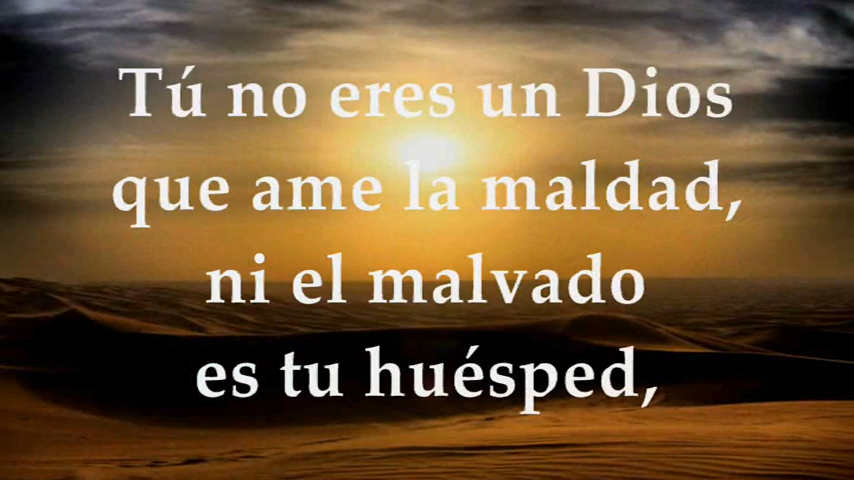 Tú no eres un Dios
que ame la maldad,
ni el malvado
es tu huésped,